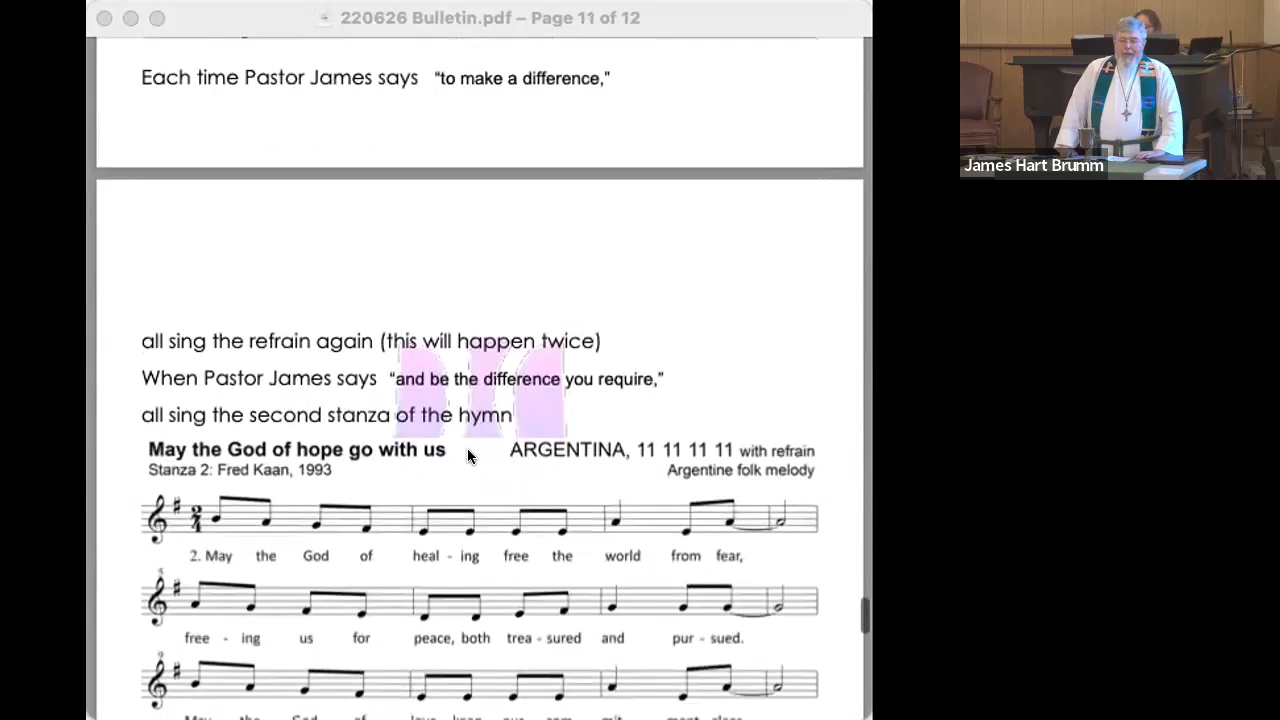 220626 Bulletin.pdf – Page 11 of 12
Each time Pastor James says "to make a difference,"
James Hart Brumm
all sing the refrain again (this will happen twice)
When Pastor James says "and be the difference you require,"
all sing the second stanza of the hymn
May the God of hope go with us ARGENTINA, 11 11 11 11 with refrain
Stanza 2: Fred Kaan, 1993 Argentine folk melody
2. May the God of heal - ing free the world from fear,
5
free - ing us for peace, both trea - sured and pur - sued.
9